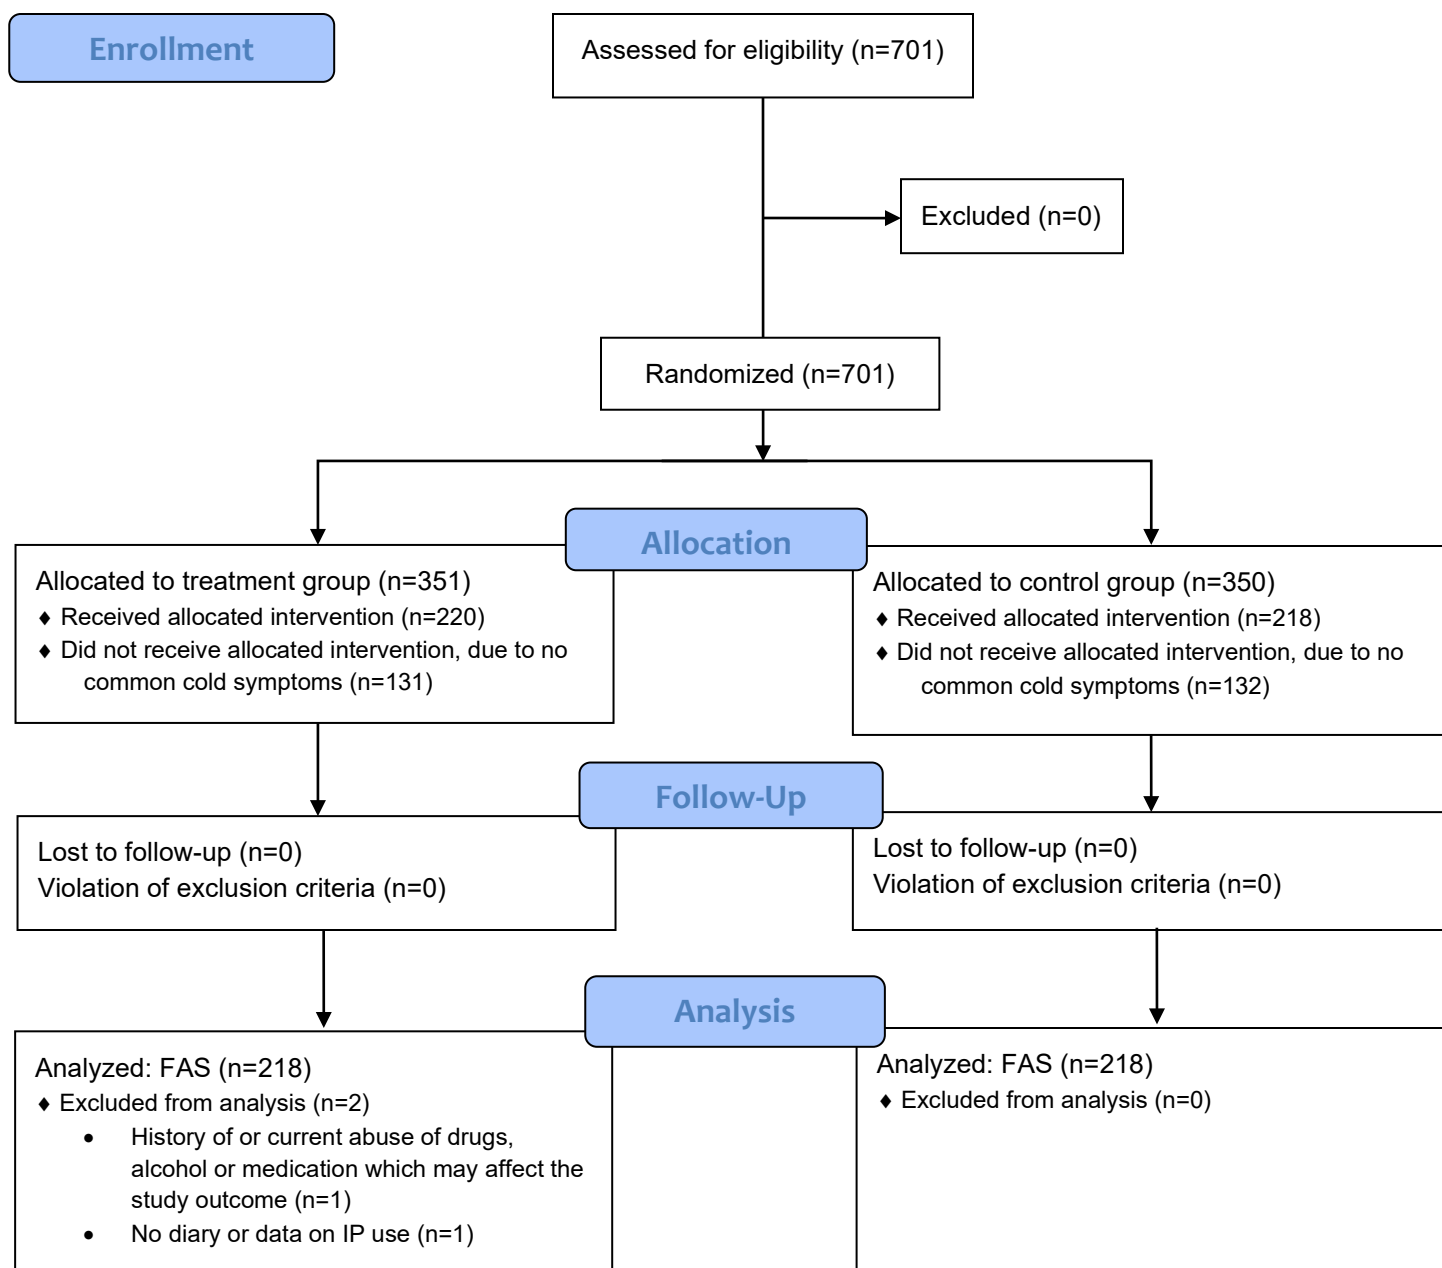 Enrollment
Assessed for eligibility (n=701)
Excluded (n=0)
Randomized (n=701)
Allocation
Allocated to treatment group (n=351)
♦ Received allocated intervention (n=220)
♦ Did not receive allocated intervention, due to no
common cold symptoms (n=131)
Allocated to control group (n=350)
♦ Received allocated intervention (n=218)
♦ Did not receive allocated intervention, due to no
common cold symptoms (n=132)
Follow-Up
Lost to follow-up (n=0)
Violation of exclusion criteria (n=0)
Lost to follow-up (n=0)
Violation of exclusion criteria (n=0)
Analysis
Analyzed: FAS (n=218)
♦ Excluded from analysis (n=2)
• History of or current abuse of drugs,
alcohol or medication which may affect the
study outcome (n=1)
• No diary or data on IP use (n=1)
Analyzed: FAS (n=218)
♦ Excluded from analysis (n=0)